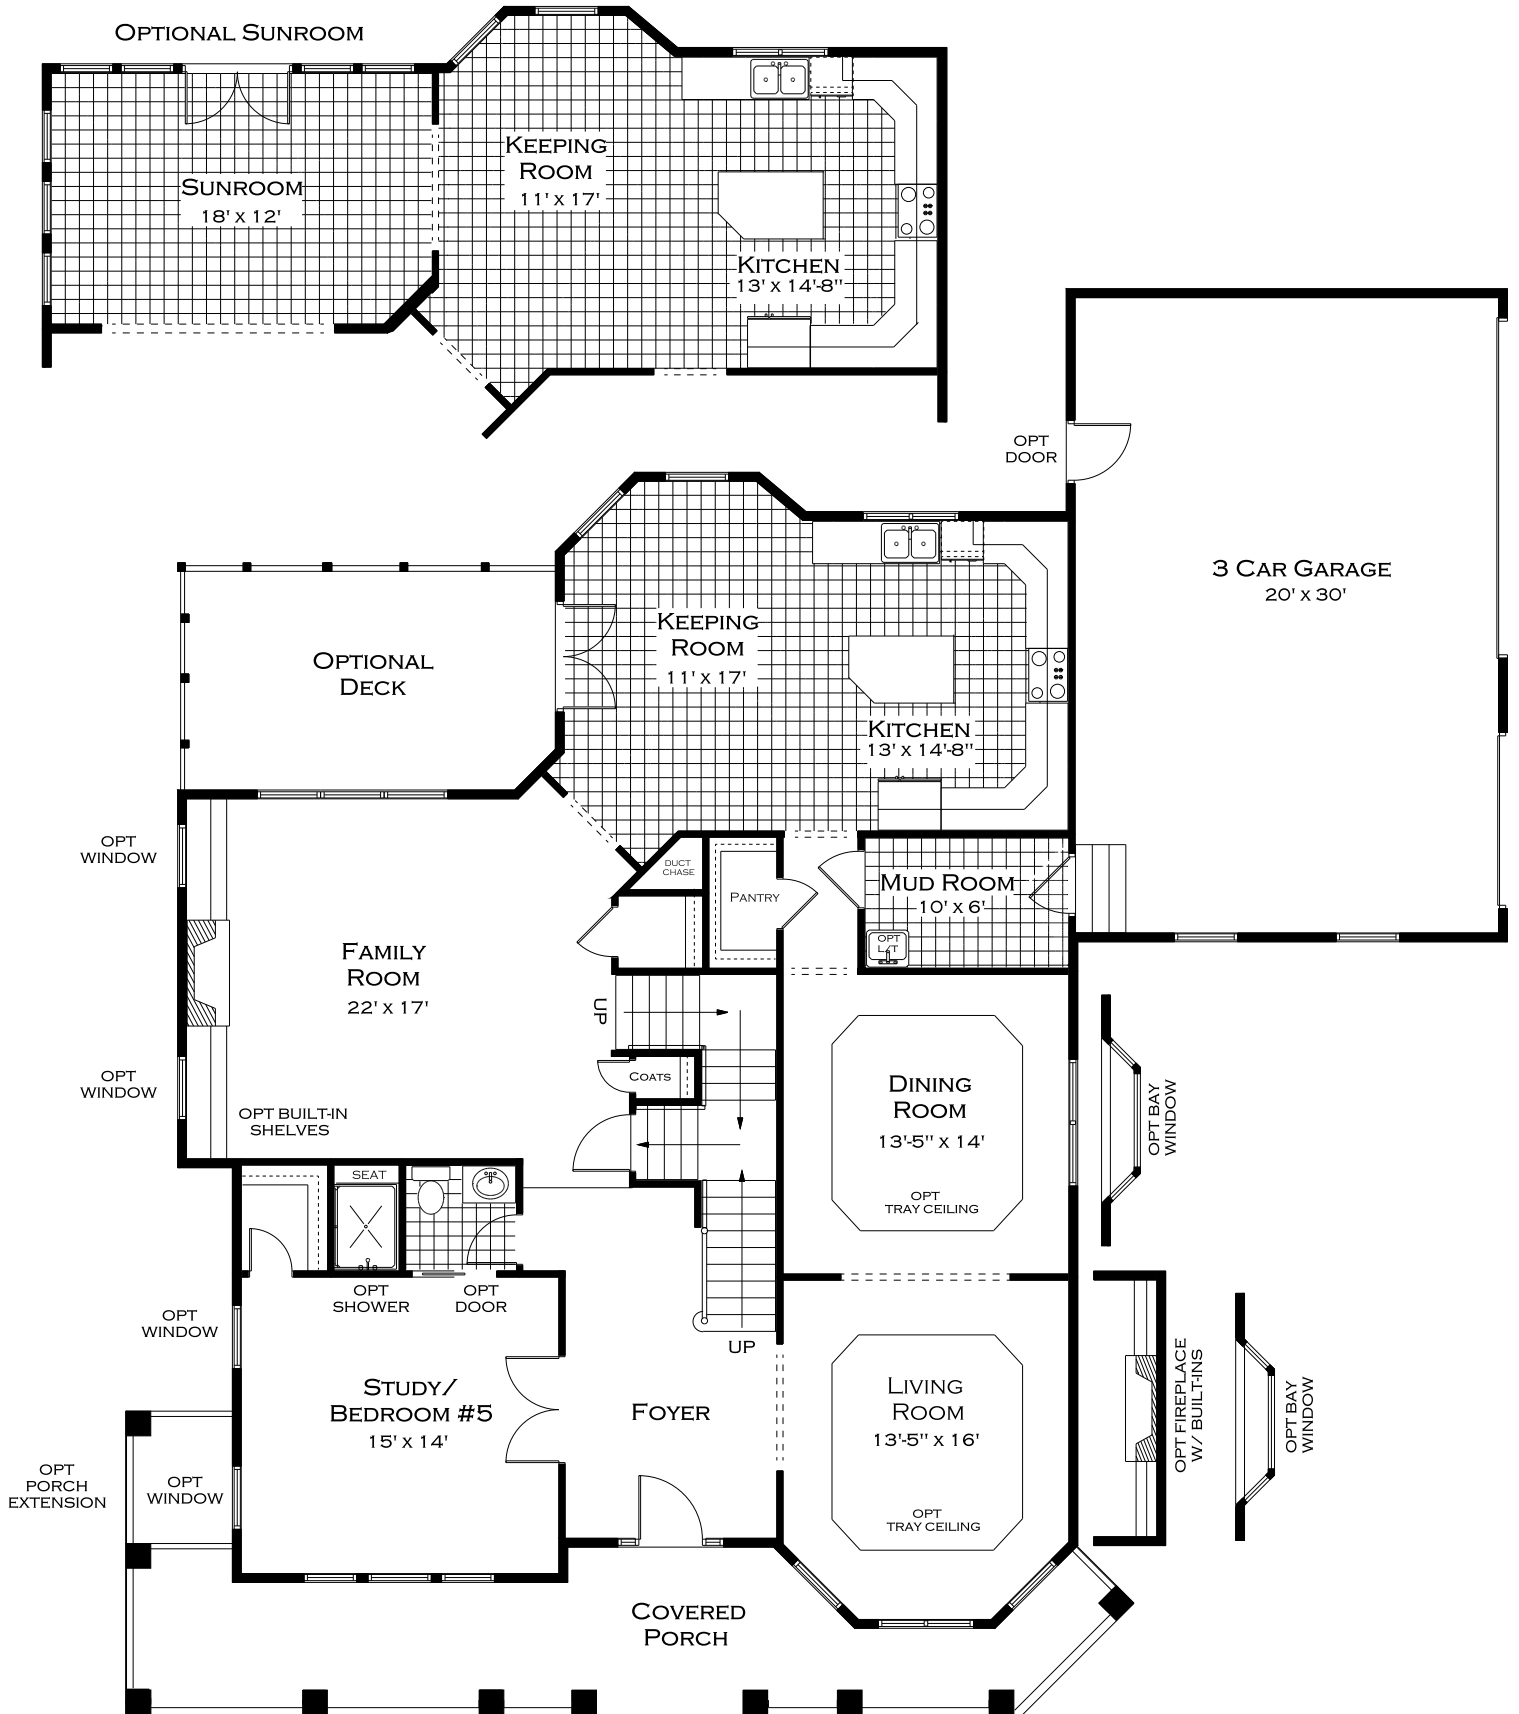 OPTIONAL SUNROOM
KEEPING
ROOM
11' X 17'
SUNROOM
18' X 12'
KITCHEN
13' X 14'-8"
OPT
DOOR
3 CAR GARAGE
20' X 30'
KEEPING
ROOM
11' X 17'
OPTIONAL
DECK
KITCHEN
13' X 14'-8"
OPT
WINDOW
DUCT
CHASE
PANTRY
MUD ROOM
10' X 6'
OPT
L/T
FAMILY
ROOM
22' X 17'
UP
OPT
WINDOW
COATS
DINING
ROOM
13'-5" X 14'
OPT
TRAY CEILING
OPT BAY
WINDOW
OPT BUILT-IN
SHELVES
SEAT
OPT
SHOWER
OPT
DOOR
OPT
WINDOW
UP
STUDY/
BEDROOM #5
15' X 14'
FOYER
LIVING
ROOM
13'-5" X 16'
OPT
TRAY CEILING
OPT FIREPLACE
W/ BUILT-INS
OPT BAY
WINDOW
OPT
PORCH
EXTENSION
OPT
WINDOW
COVERED
PORCH